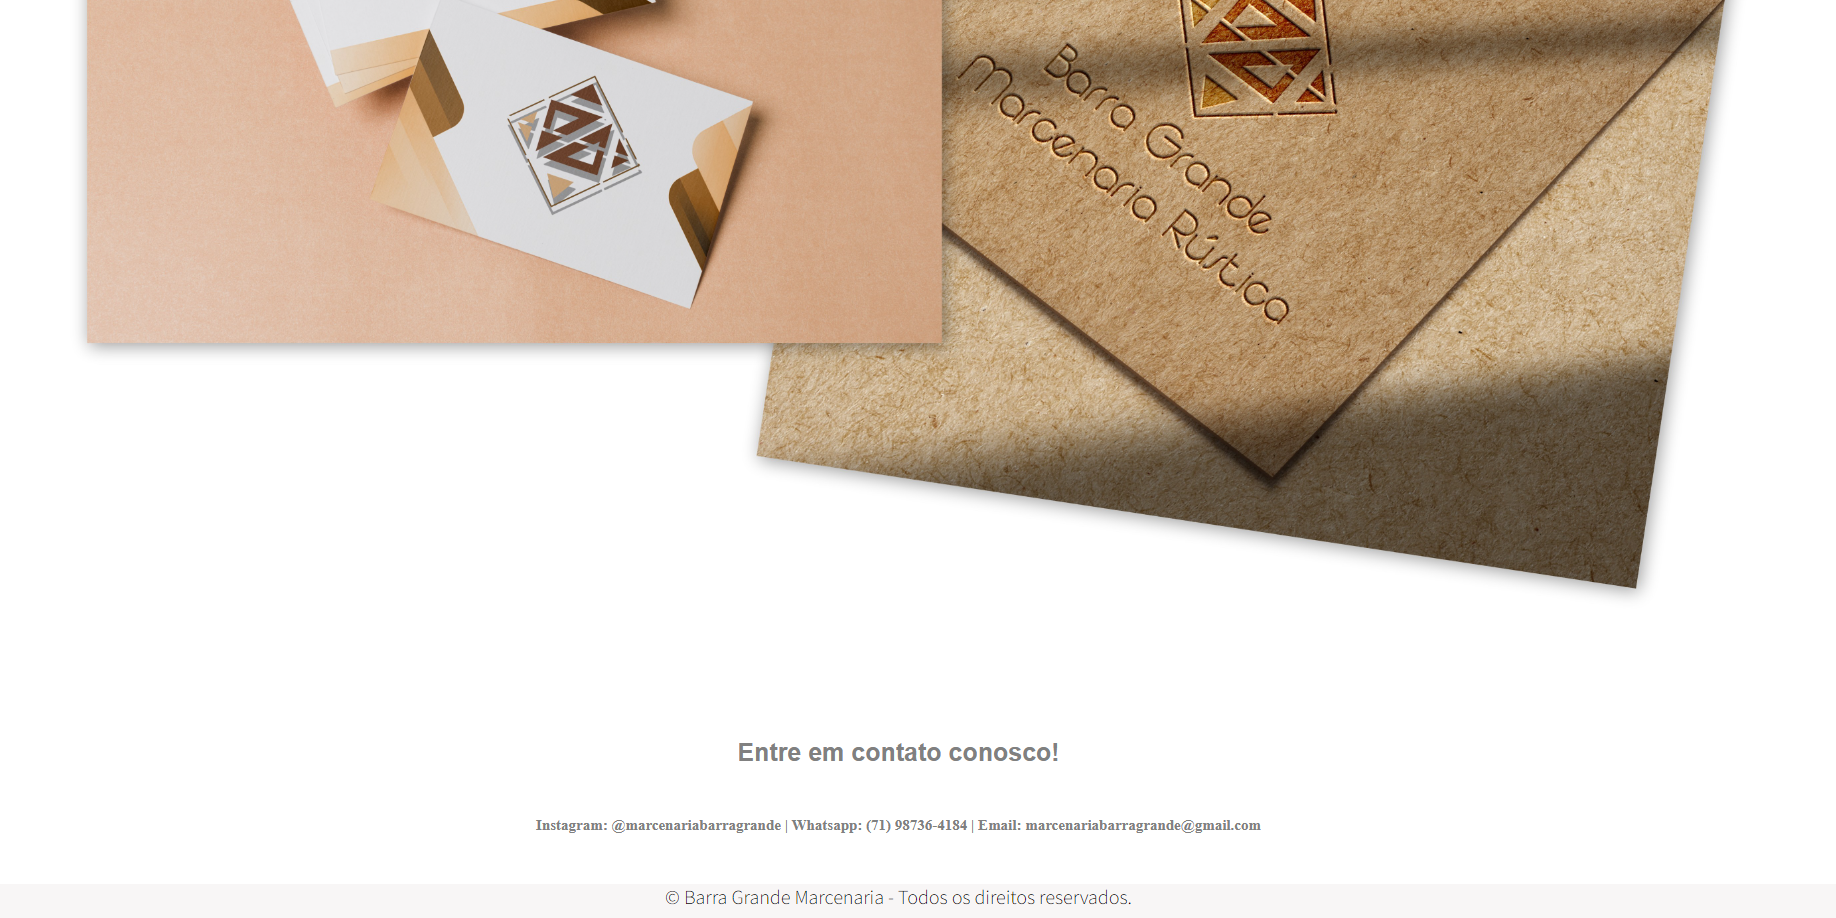 Barra Grande
Marcenaria Rústica
Entre em contato conosco!
Instagram: @marcenariabarragrande | Whatsapp: (71) 98736-4184 | Email: marcenariabarragrande@gmail.com
© Barra Grande Marcenaria - Todos os direitos reservados.